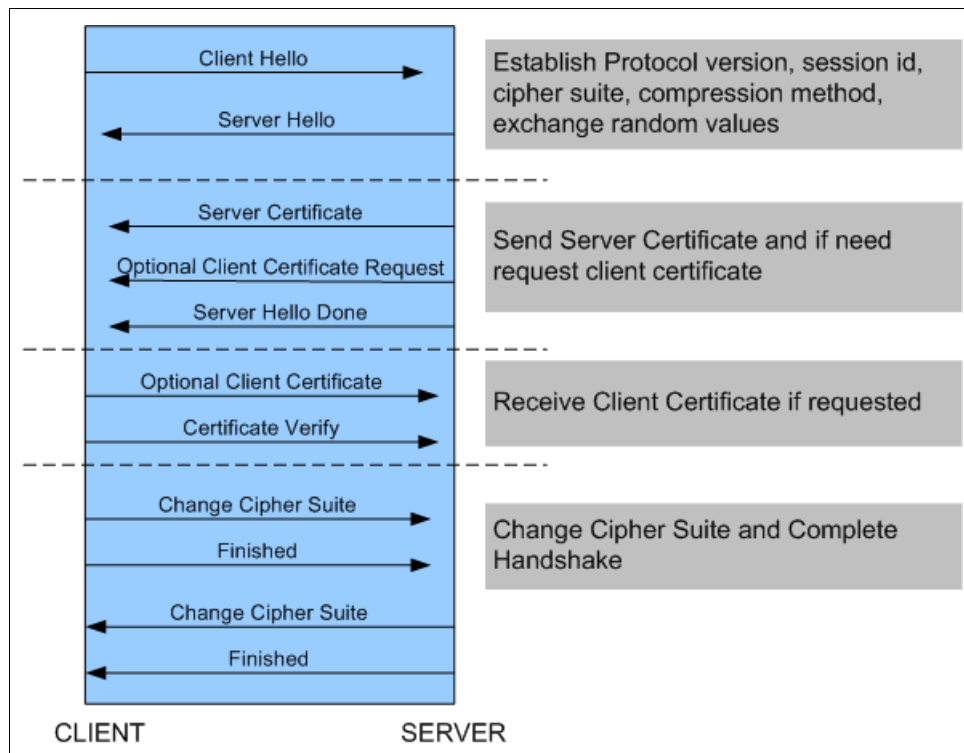 Client Hello
Server Hello
Establish Protocol version, session id,
cipher suite, compression method,
exchange random values
Server Certificate
Optional Client Certificate Request
Server Hello Done
Send Server Certificate and if need
request client certificate
Optional Client Certificate
Certificate Verify
Receive Client Certificate if requested
Change Cipher Suite
Finished
Change Cipher Suite
Finished
Change Cipher Suite and Complete
Handshake
CLIENT
SERVER